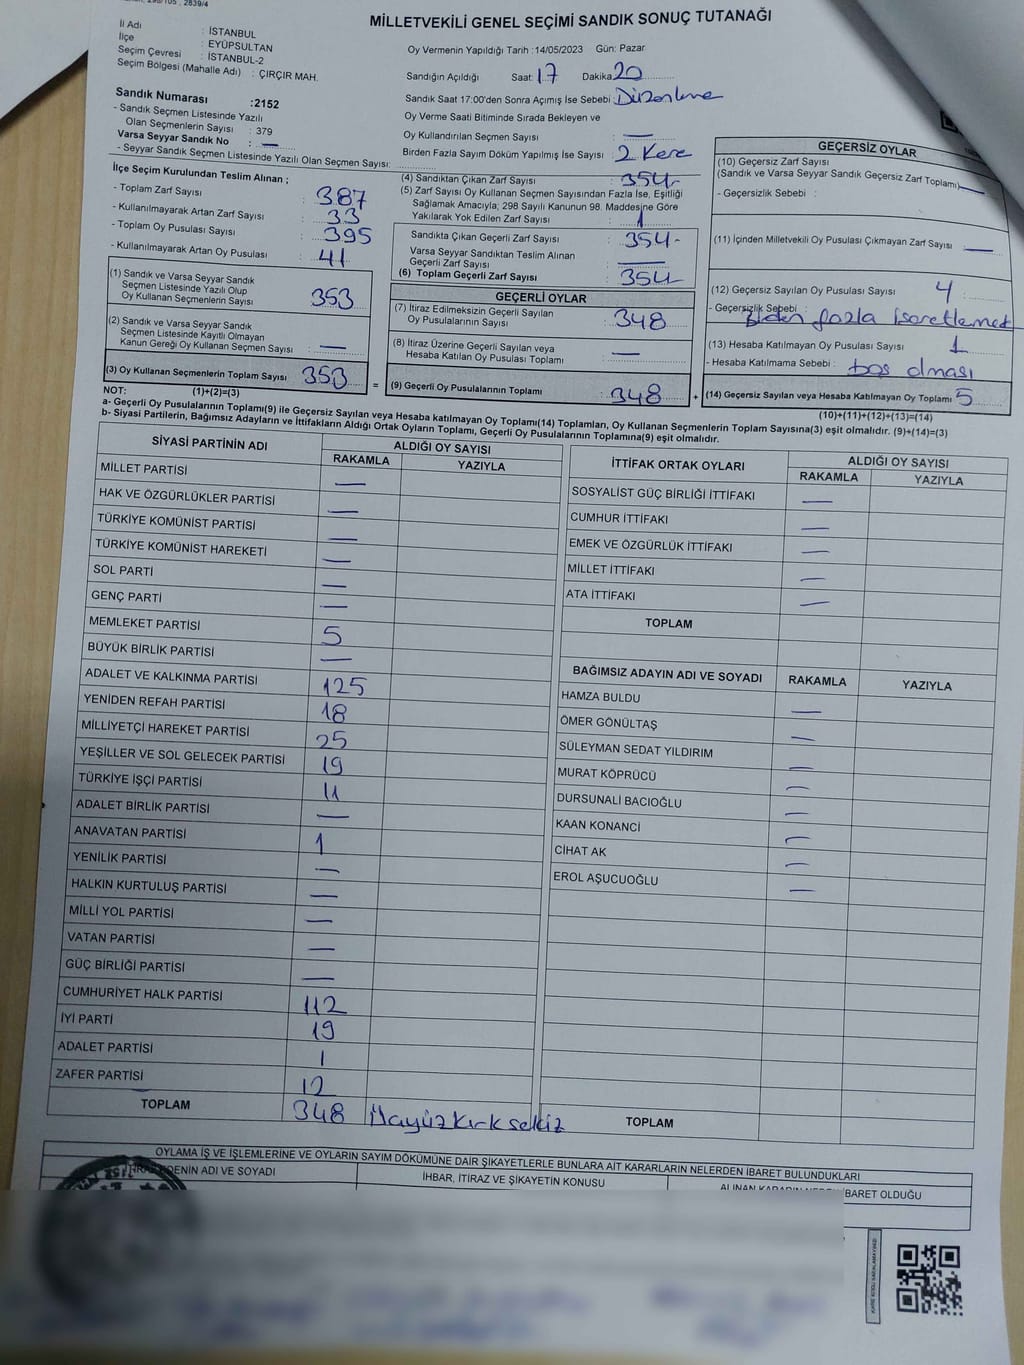 298/105 , 2839/4
MİLLETVEKİLİ GENEL SEÇİMİ SANDIK SONUÇ TUTANAĞI
İl Adı : İSTANBUL
İlçe : EYÜPSULTAN
Seçim Çevresi : İSTANBUL-2
Seçim Bölgesi (Mahalle Adı) : ÇIRÇIR MAH.
Oy Vermenin Yapıldığı Tarih :14/05/2023 Gün: Pazar
Sandığın Açıldığı Saat: 17 Dakika 20
Sandık Saat 17:00'den Sonra Açımış İse Sebebi: Düzenleme
Oy Verme Saati Bitiminde Sırada Bekleyen ve
Oy Kullandırılan Seçmen Sayısı : —
Birden Fazla Sayım Döküm Yapılmış İse Sayısı : 2 Kere
Sandık Numarası :2152
- Sandık Seçmen Listesinde Yazılı
Olan Seçmenlerin Sayısı : 379
Varsa Seyyar Sandık No : —
- Seyyar Sandık Seçmen Listesinde Yazılı Olan Seçmen Sayısı:
İlçe Seçim Kurulundan Teslim Alınan ;
- Toplam Zarf Sayısı : 387
- Kullanılmayarak Artan Zarf Sayısı : 33
- Toplam Oy Pusulası Sayısı : 395
- Kullanılmayarak Artan Oy Pusulası : 41
(1) Sandık ve Varsa Seyyar Sandık
Seçmen Listesinde Yazılı Olup
Oy Kullanan Seçmenlerin Sayısı : 353
(2) Sandık ve Varsa Seyyar Sandık
Seçmen Listesinde Kayıtlı Olmayan
Kanun Gereği Oy Kullanan Seçmen Sayısı : —
(3) Oy Kullanan Seçmenlerin Toplam Sayısı 353
(1)+(2)=(3)
(4) Sandıktan Çıkan Zarf Sayısı : 354-
(5) Zarf Sayısı Oy Kullanan Seçmen Sayısından Fazla İse, Eşitliği
Sağlamak Amacıyla; 298 Sayılı Kanunun 98. Maddesine Göre
Yakılarak Yok Edilen Zarf Sayısı : 1
Sandıkta Çıkan Geçerli Zarf Sayısı : 354-
Varsa Seyyar Sandıktan Teslim Alınan
Geçerli Zarf Sayısı : —
(6) Toplam Geçerli Zarf Sayısı : 354
GEÇERLİ OYLAR
(7) İtiraz Edilmeksizin Geçerli Sayılan
Oy Pusulalarının Sayısı : 348
(8) İtiraz Üzerine Geçerli Sayılan veya
Hesaba Katılan Oy Pusulası Toplamı : —
= (9) Geçerli Oy Pusulalarının Toplamı : 348
GEÇERSİZ OYLAR
(10) Geçersiz Zarf Sayısı
(Sandık ve Varsa Seyyar Sandık Geçersiz Zarf Toplamı) —
- Geçersizlik Sebebi :
(11) İçinden Milletvekili Oy Pusulası Çıkmayan Zarf Sayısı —
(12) Geçersiz Sayılan Oy Pusulası Sayısı : 4
- Geçersizlik Sebebi : fazla isaretlemek
(13) Hesaba Katılmayan Oy Pusulası Sayısı : 1
- Hesaba Katılmama Sebebi : bos olması
+ (14) Geçersiz Sayılan veya Hesaba Katılmayan Oy Toplamı 5
(10)+(11)+(12)+(13)=(14)
NOT:
a- Geçerli Oy Pusulalarının Toplamı(9) ile Geçersiz Sayılan veya Hesaba katılmayan Oy Toplamı(14) Toplamları, Oy Kullanan Seçmenlerin Toplam Sayısına(3) eşit olmalıdır. (9)+(14)=(3)
b- Siyasi Partilerin, Bağımsız Adayların ve İttifakların Aldığı Ortak Oyların Toplamı, Geçerli Oy Pusulalarının Toplamına(9) eşit olmalıdır.
SİYASİ PARTİNİN ADI ALDIĞI OY SAYISI
RAKAMLA YAZIYLA
MİLLET PARTİSİ —
HAK VE ÖZGÜRLÜKLER PARTİSİ —
TÜRKİYE KOMÜNİST PARTİSİ —
TÜRKİYE KOMÜNİST HAREKETİ —
SOL PARTİ —
GENÇ PARTİ —
MEMLEKET PARTİSİ 5
BÜYÜK BİRLİK PARTİSİ —
ADALET VE KALKINMA PARTİSİ 125
YENİDEN REFAH PARTİSİ 18
MİLLİYETÇİ HAREKET PARTİSİ 25
YEŞİLLER VE SOL GELECEK PARTİSİ 19
TÜRKİYE İŞÇİ PARTİSİ 11
ADALET BİRLİK PARTİSİ —
ANAVATAN PARTİSİ 1
YENİLİK PARTİSİ —
HALKIN KURTULUŞ PARTİSİ —
MİLLİ YOL PARTİSİ —
VATAN PARTİSİ —
GÜÇ BİRLİĞİ PARTİSİ —
CUMHURİYET HALK PARTİSİ 112
İYİ PARTİ 19
ADALET PARTİSİ 1
ZAFER PARTİSİ 12
TOPLAM 348 üçyüzkırksekiz
İTTİFAK ORTAK OYLARI ALDIĞI OY SAYISI
RAKAMLA YAZIYLA
SOSYALİST GÜÇ BİRLİĞİ İTTİFAKI —
CUMHUR İTTİFAKI —
EMEK VE ÖZGÜRLÜK İTTİFAKI —
MİLLET İTTİFAKI —
ATA İTTİFAKI —
TOPLAM
BAĞIMSIZ ADAYIN ADI VE SOYADI RAKAMLA YAZIYLA
HAMZA BULDU —
ÖMER GÖNÜLTAŞ —
SÜLEYMAN SEDAT YILDIRIM —
MURAT KÖPRÜCÜ —
DURSUNALİ BACIOĞLU —
KAAN KONANCİ —
CİHAT AK —
EROL AŞUCUOĞLU —
TOPLAM
OYLAMA İŞ VE İŞLEMLERİNE VE OYLARIN SAYIM DÖKÜMÜNE DAİR ŞİKAYETLERLE BUNLARA AİT KARARLARIN NELERDEN İBARET BULUNDUKLARI
ADI VE SOYADI
İHBAR, İTİRAZ VE ŞİKAYETİN KONUSU
ALINAN KARARIN NEDEN İBARET OLDUĞU